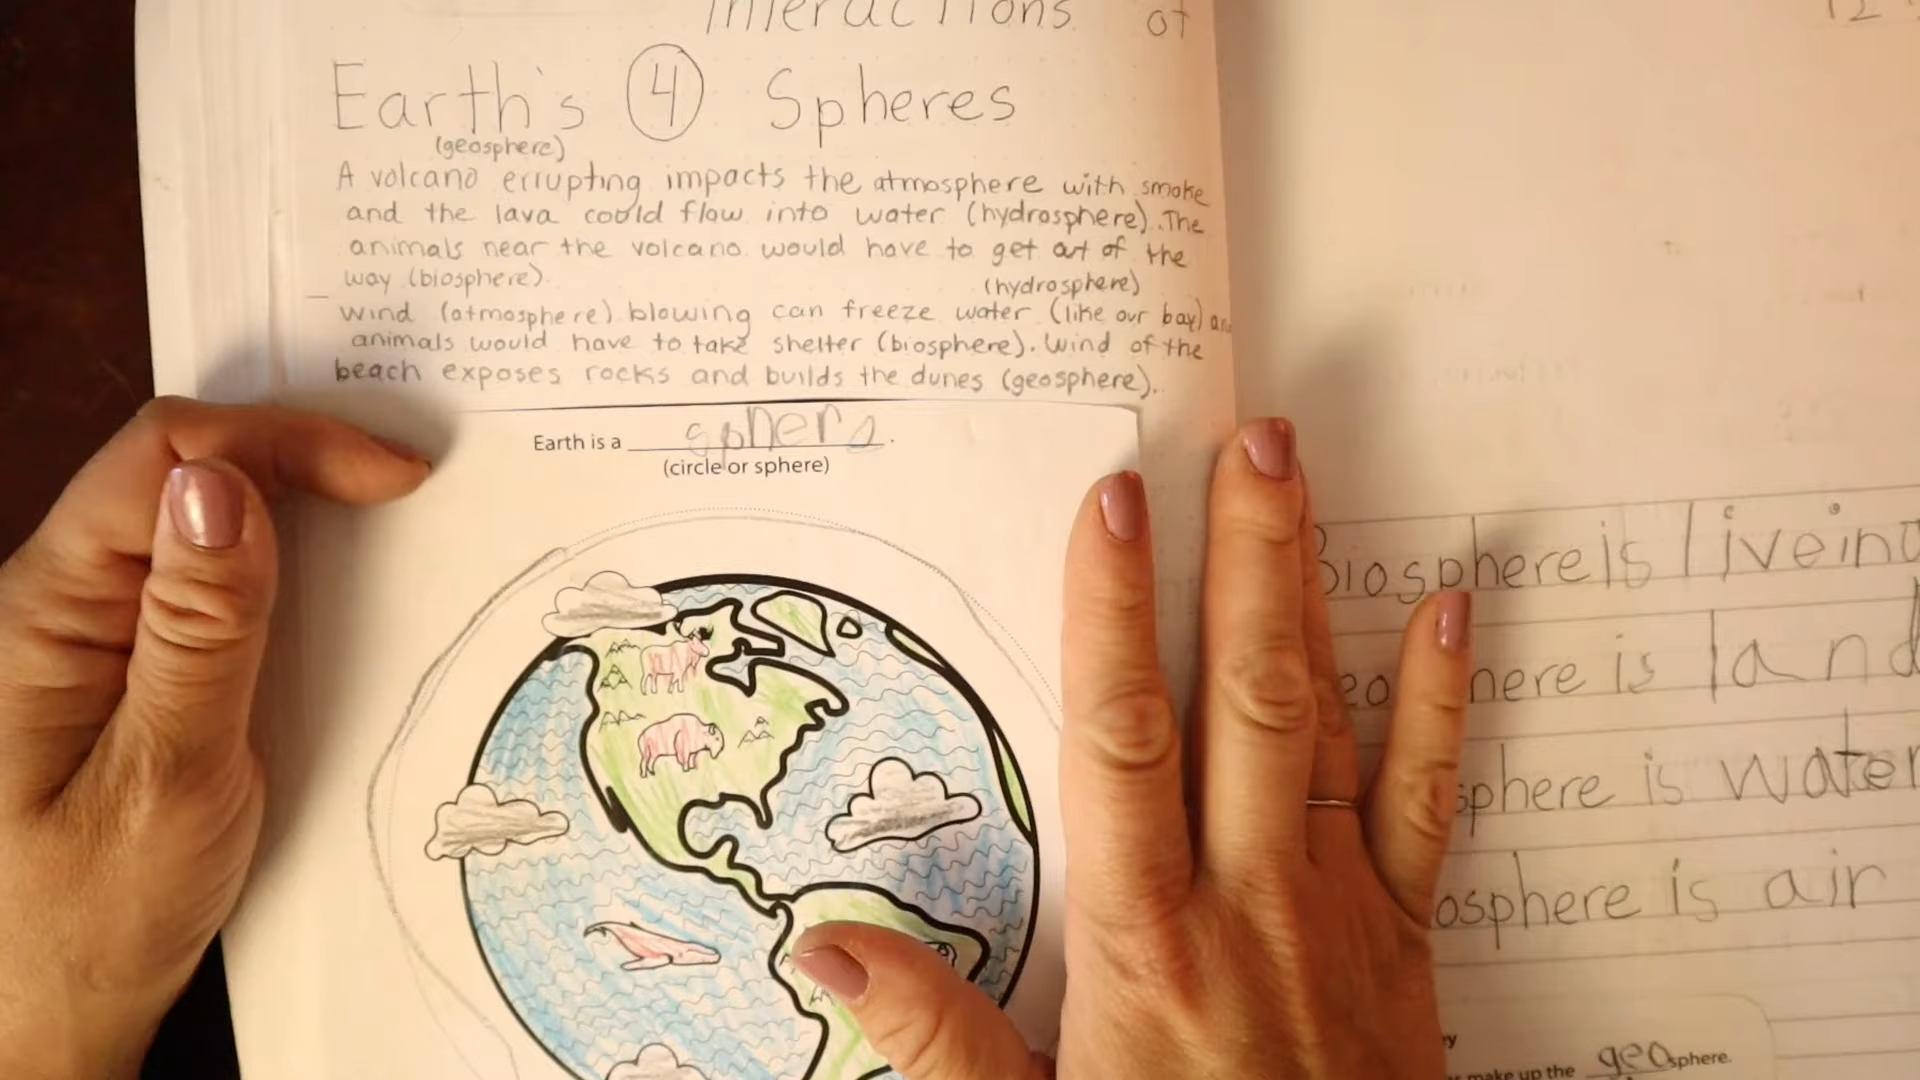 Interactions of
Earth's 4 Spheres
(geosphere)
A volcano errupting impacts the atmosphere with smoke
and the lava could flow into water (hydrosphere). The
animals near the volcano would have to get out of the
way (biosphere).
(hydrosphere)
Wind (atmosphere) blowing can freeze water (like our bay)
animals would have to take shelter (biosphere). Wind of the
beach exposes rocks and builds the dunes (geosphere).
Earth is a sphere.
(circle or sphere)
Biosphere is
is land
sphere is water
osphere is air
make up the geosphere.